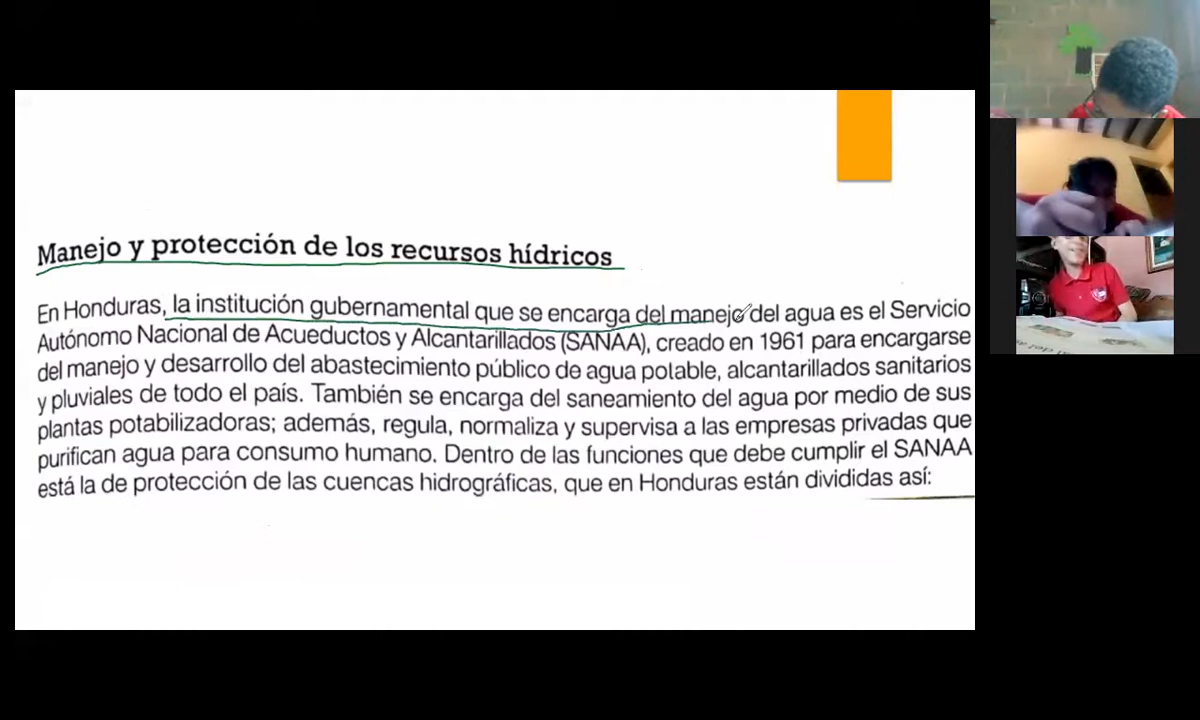 Manejo y protección de los recursos hídricos
En Honduras, la institución gubernamental que se encarga del manejo del agua es el Servicio
Autónomo Nacional de Acueductos y Alcantarillados (SANAA), creado en 1961 para encargarse
del manejo y desarrollo del abastecimiento público de agua potable, alcantarillados sanitarios
y pluviales de todo el país. También se encarga del saneamiento del agua por medio de sus
plantas potabilizadoras; además, regula, normaliza y supervisa a las empresas privadas que
purifican agua para consumo humano. Dentro de las funciones que debe cumplir el SANAA
está la de protección de las cuencas hidrográficas, que en Honduras están divididas así: